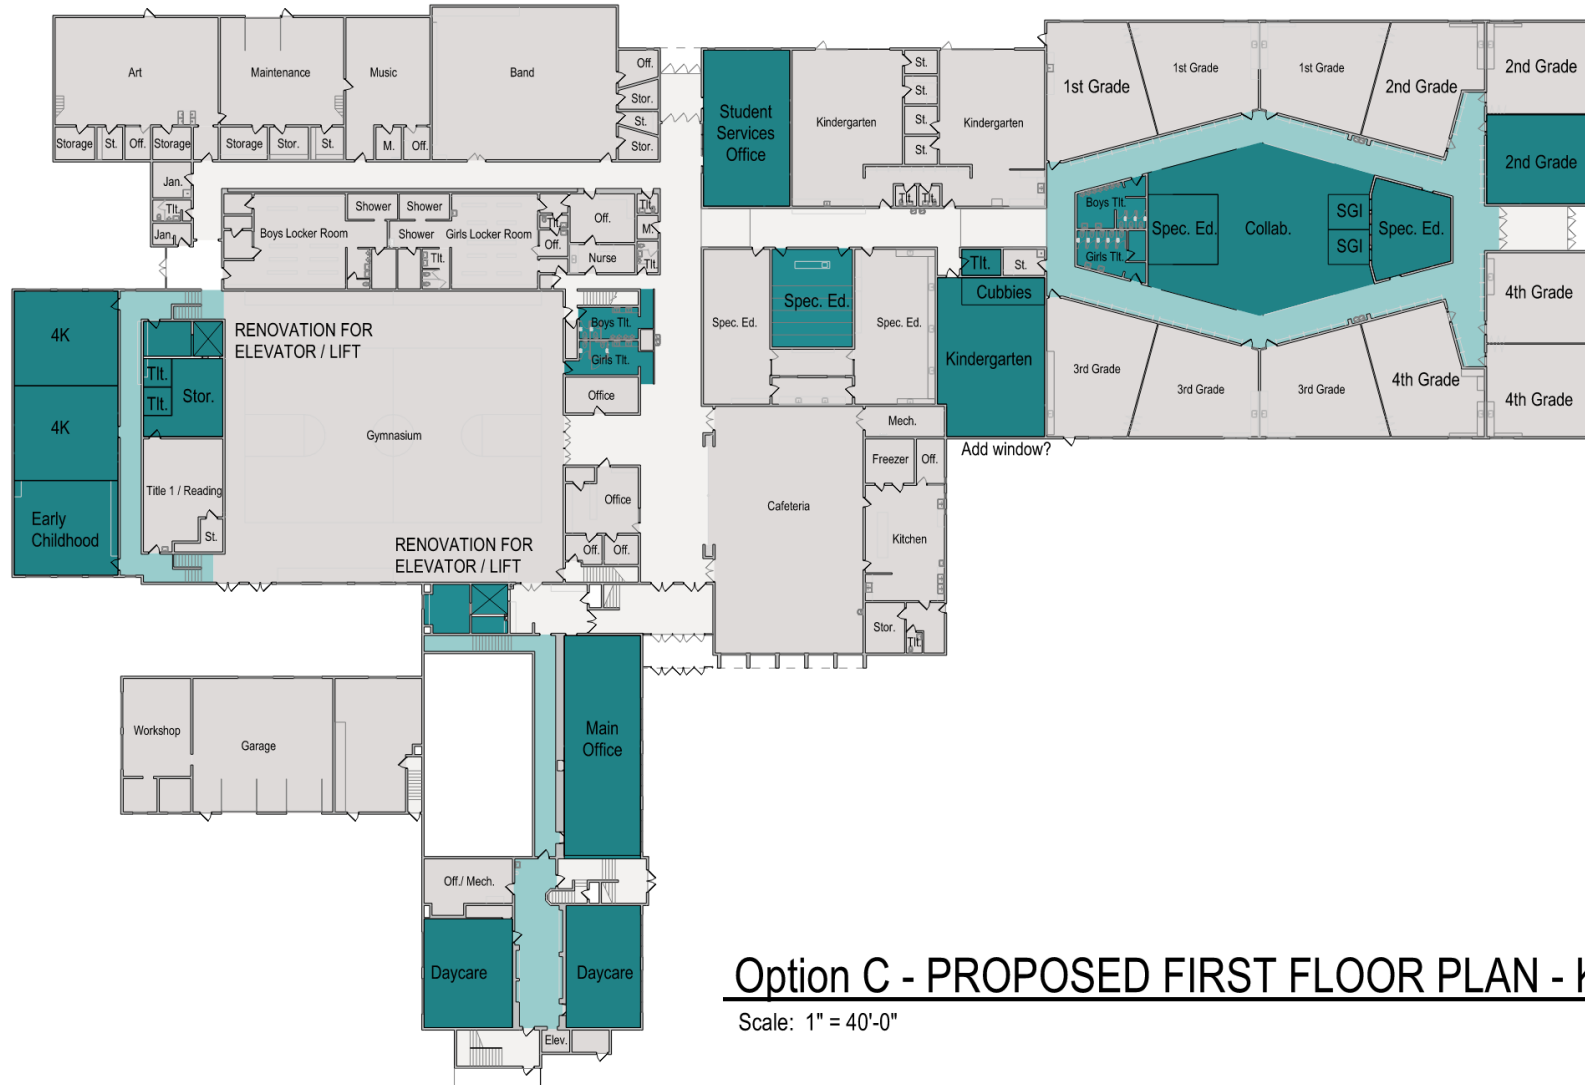 Art
Maintenance
Music
Band
Off.
Stor.
St.
Stor.
Storage
St.
Off.
Storage
Storage
Stor.
St.
M.
Off.
Student
Services
Office
Kindergarten
St.
St.
St.
St.
Kindergarten
Tlt.
Tlt.
1st Grade
1st Grade
1st Grade
2nd Grade
2nd Grade
2nd Grade
Jan.
Tlt.
Jan.
Shower
Shower
Shower
Boys Locker Room
Girls Locker Room
Tlt.
Tlt.
Off.
Off.
Nurse
Tlt.
M.
Tlt.
Boys Tlt.
Girls Tlt.
Spec. Ed.
Collab.
SGI
SGI
Spec. Ed.
Tlt.
St.
Cubbies
Kindergarten
Add window?
Spec. Ed.
Spec. Ed.
Spec. Ed.
3rd Grade
3rd Grade
3rd Grade
4th Grade
4th Grade
4th Grade
4K
4K
Early
Childhood
Tlt.
Tlt.
Stor.
Title 1 / Reading
St.
RENOVATION FOR
ELEVATOR / LIFT
Gymnasium
RENOVATION FOR
ELEVATOR / LIFT
Boys Tlt.
Girls Tlt.
Office
Office
Off.
Off.
Cafeteria
Mech.
Freezer
Off.
Kitchen
Stor.
Tlt.
Workshop
Garage
Main
Office
Off./ Mech.
Daycare
Daycare
Elev.
Option C - PROPOSED FIRST FLOOR PLAN - K
Scale: 1" = 40'-0"